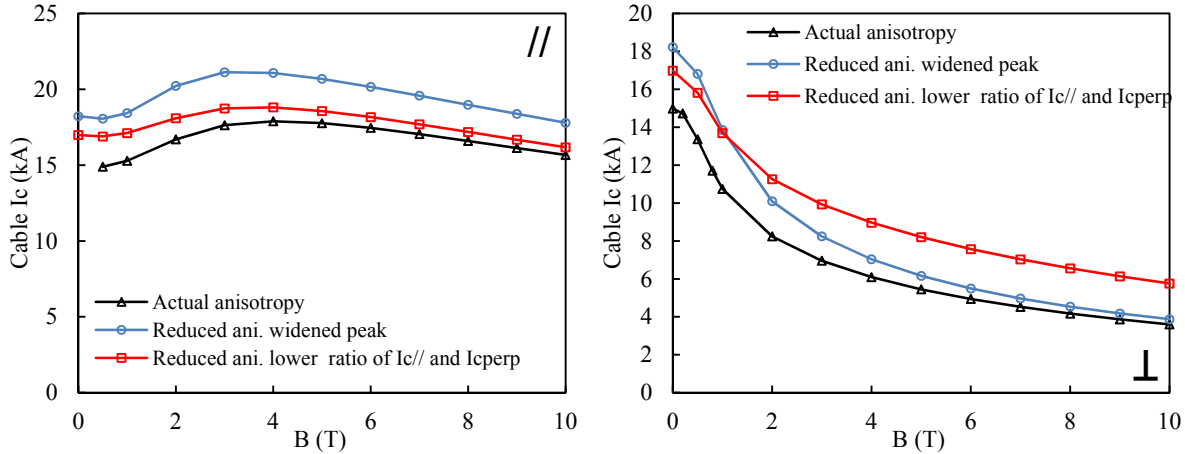 25
20
15
10
5
0
Cable Ic (kA)
//
Actual anisotropy
Reduced ani. widened peak
Reduced ani. lower ratio of Ic// and Icperp
0 2 4 6 8 10
B (T)
20
18
16
14
12
10
8
6
4
2
0
Cable Ic (kA)
Actual anisotropy
Reduced ani. widened peak
Reduced ani. lower ratio of Ic// and Icperp
⊥
0 2 4 6 8 10
B (T)